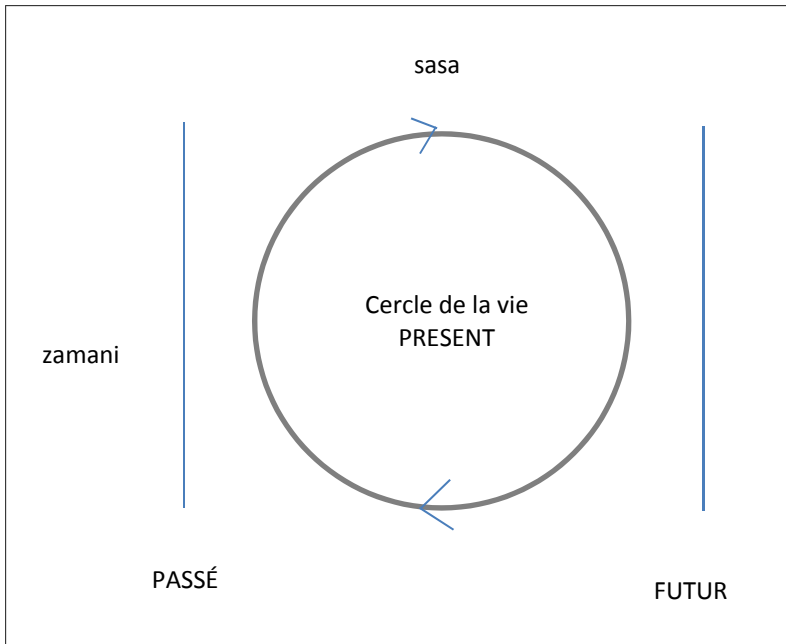 sasa
Cercle de la vie
PRESENT
zamani
PASSÉ
FUTUR